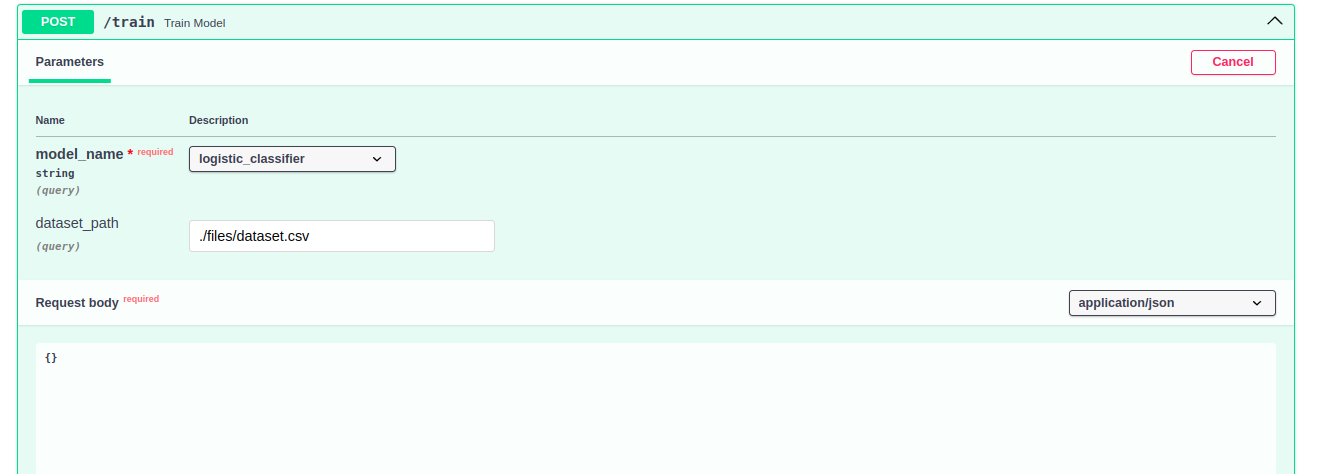 POST /train Train Model
Parameters Cancel
Name Description
model_name * required logistic_classifier
string
(query)
dataset_path
./files/dataset.csv
(query)
Request body required application/json
{}